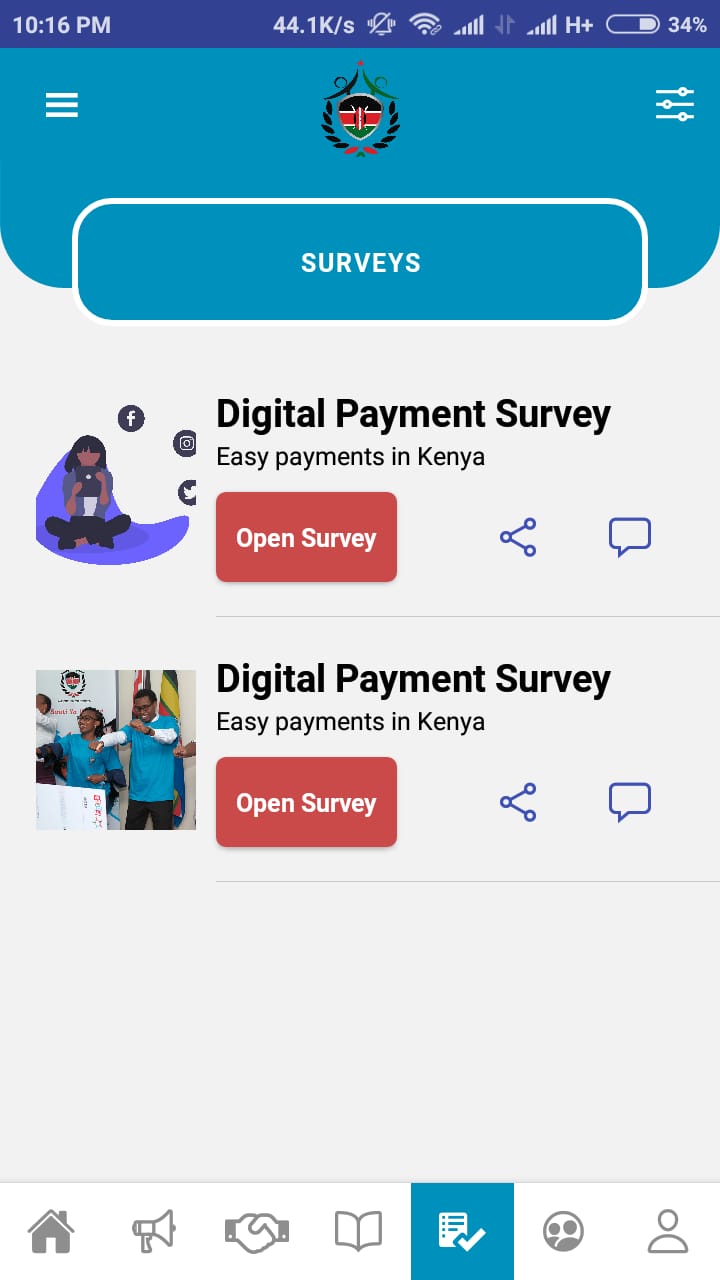 10:16 PM 44.1K/s H+ 34%
SURVEYS
Digital Payment Survey
Easy payments in Kenya
Open Survey
Digital Payment Survey
Easy payments in Kenya
Open Survey